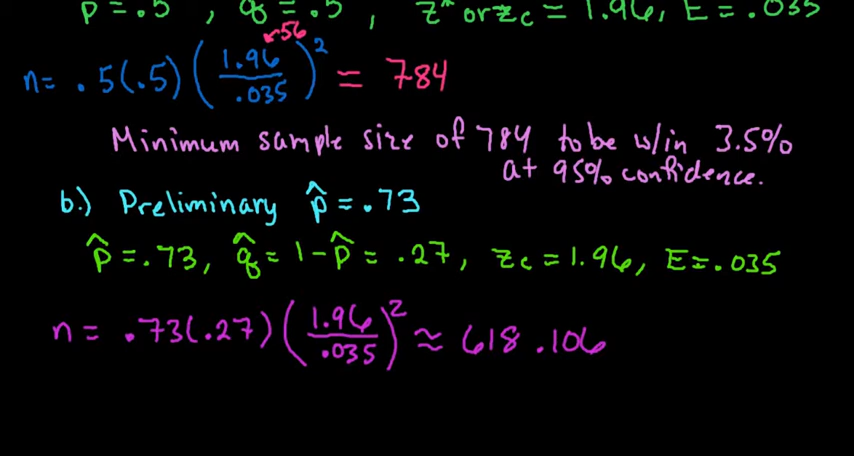 p̂ = .5 , q̂ = .5 , z* or zc = 1.96, E = .035
56
n = .5(.5)(1.96/.035)² = 784
Minimum sample size of 784 to be w/in 3.5%
at 95% confidence.
b.) Preliminary p̂ = .73
p̂ = .73, q̂ = 1-p̂ = .27, zc = 1.96, E = .035
n = .73(.27)(1.96/.035)² ≈ 618.106